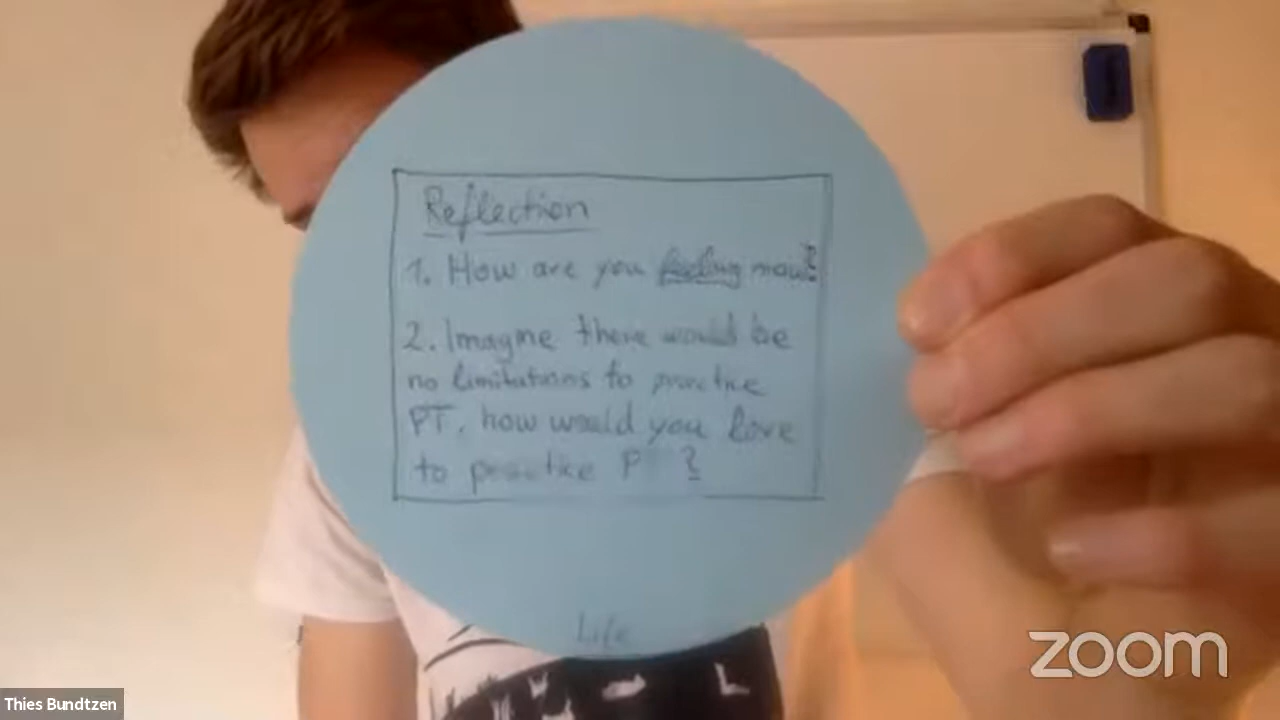 Reflection
1. How are you feeling now?
2. Imagine there would be
no limitations to practice
PT, how would you love
to practice P ?
Life
zoom
Thies Bundtzen